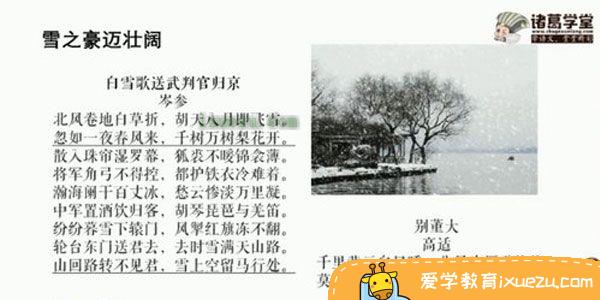 雪之豪迈壮阔
诸葛学堂
白雪歌送武判官归京
岑参
北风卷地白草折，胡天八月即飞雪。
忽如一夜春风来，千树万树梨花开。
散入珠帘湿罗幕，狐裘不暖锦衾薄。
将军角弓不得控，都护铁衣冷难着。
瀚海阑干百丈冰，愁云惨淡万里凝。
中军置酒饮归客，胡琴琵琶与羌笛。
纷纷暮雪下辕门，风掣红旗冻不翻。
轮台东门送君去，去时雪满天山路。
山回路转不见君，雪上空留马行处。
别董大
高适
千里
莫
爱学教育ixuezu.com